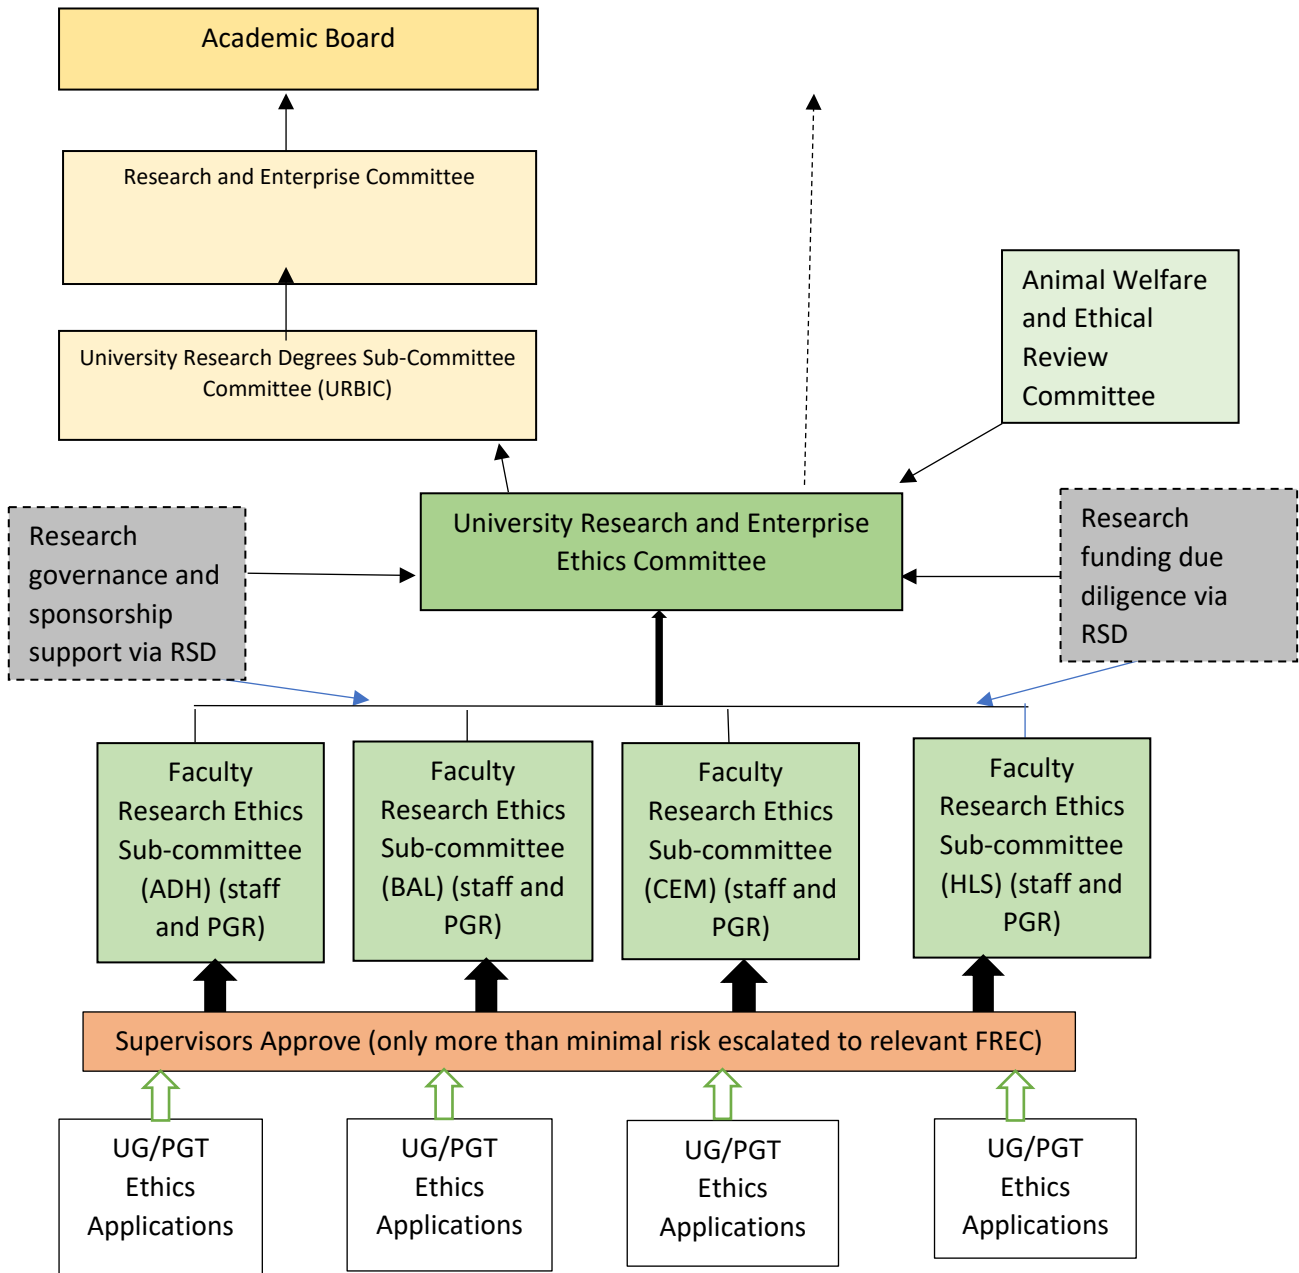 Academic Board
Research and Enterprise Committee
University Research Degrees Sub-Committee
Committee (URBIC)
Animal Welfare
and Ethical
Review
Committee
University Research and Enterprise
Ethics Committee
Research
governance and
sponsorship
support via RSD
Research
funding due
diligence via
RSD
Faculty
Research Ethics
Sub-committee
(ADH) (staff
and PGR)
Faculty
Research Ethics
Sub-committee
(BAL) (staff and
PGR)
Faculty
Research Ethics
Sub-committee
(CEM) (staff and
PGR)
Faculty
Research Ethics
Sub-committee
(HLS) (staff and
PGR)
Supervisors Approve (only more than minimal risk escalated to relevant FREC)
UG/PGT
Ethics
Applications
UG/PGT
Ethics
Applications
UG/PGT
Ethics
Applications
UG/PGT
Ethics
Applications